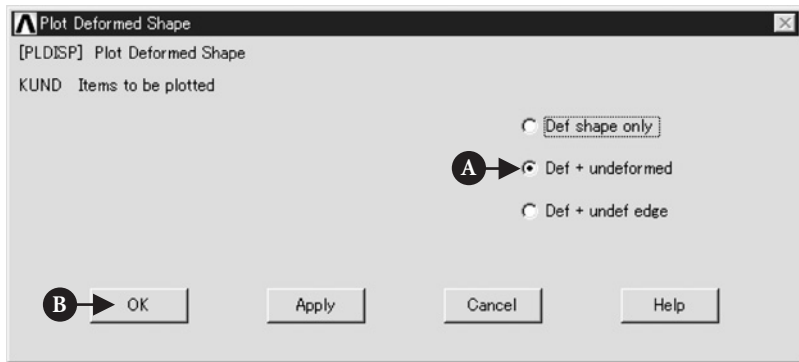 Plot Deformed Shape
[PLDISP] Plot Deformed Shape
KUND Items to be plotted
Def shape only
A Def + undeformed
Def + undef edge
B OK Apply Cancel Help